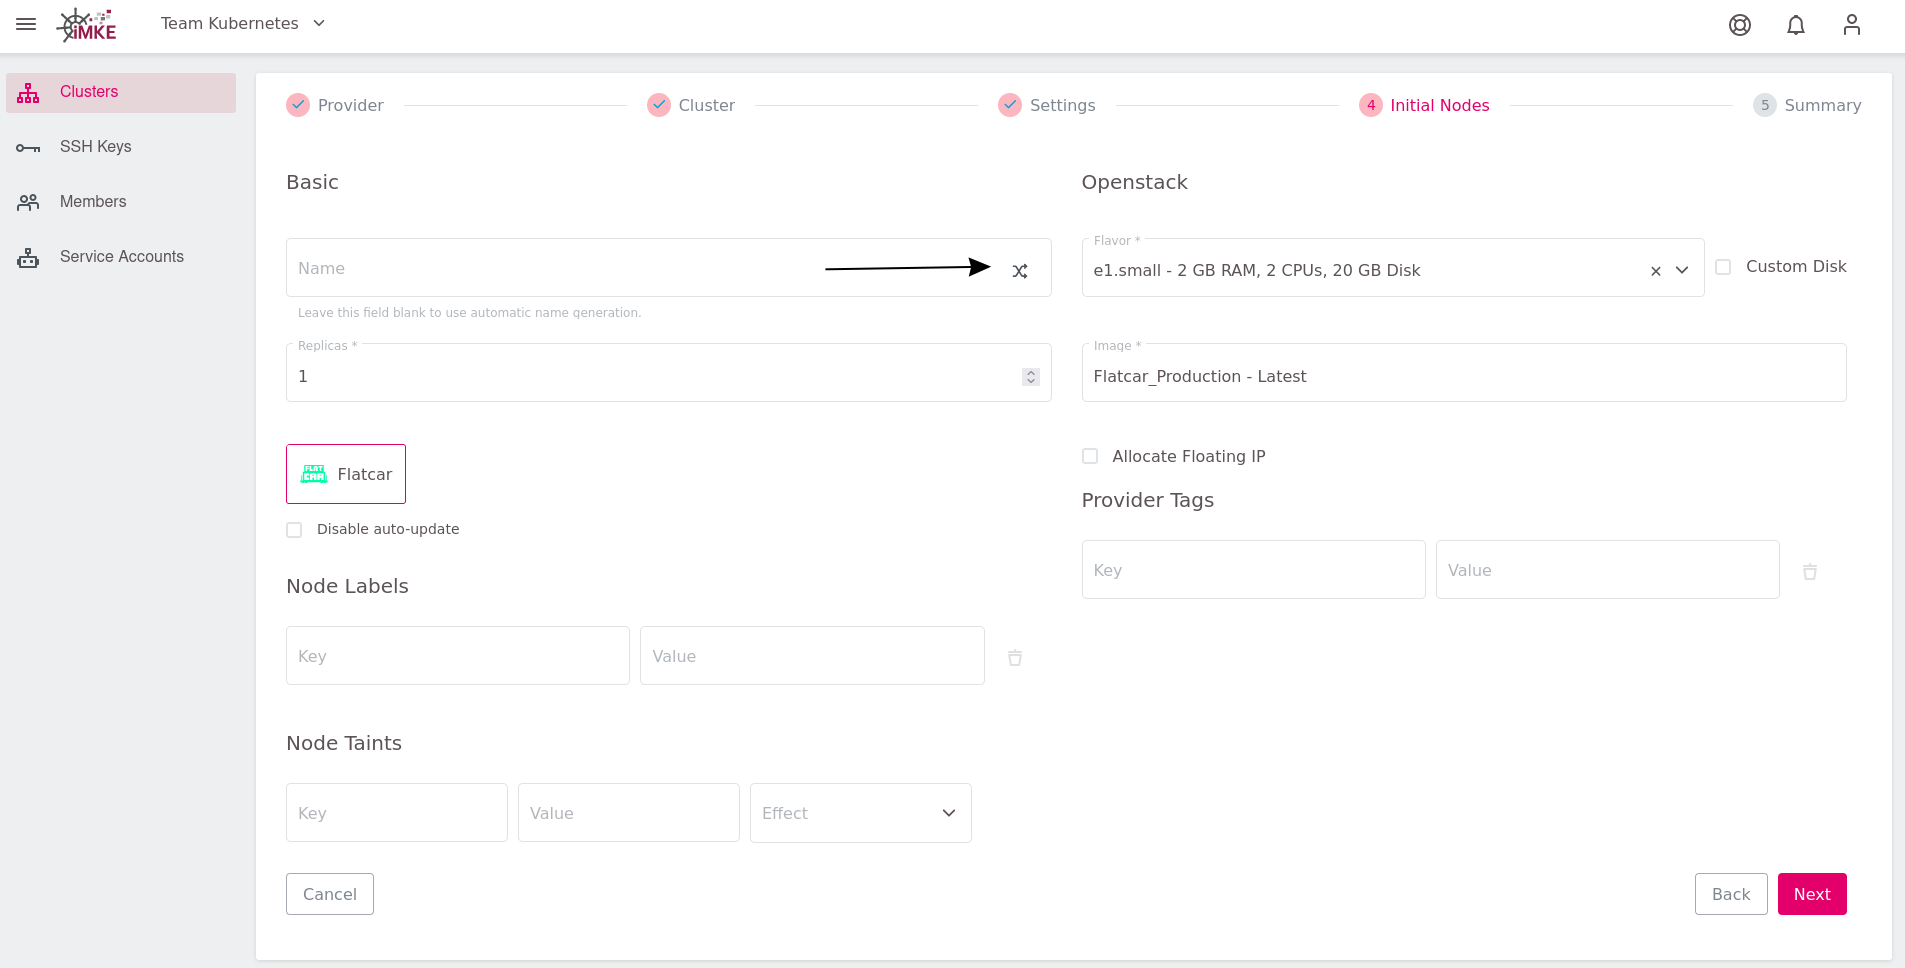 iMKE
Team Kubernetes
Clusters
SSH Keys
Members
Service Accounts
Provider
Cluster
Settings
4 Initial Nodes
5 Summary
Basic
Name
Leave this field blank to use automatic name generation.
Replicas *
1
FLAT CAR Flatcar
Disable auto-update
Node Labels
Key Value
Node Taints
Key Value Effect
Openstack
Flavor *
e1.small - 2 GB RAM, 2 CPUs, 20 GB Disk
Custom Disk
Image *
Flatcar_Production - Latest
Allocate Floating IP
Provider Tags
Key Value
Cancel
Back Next